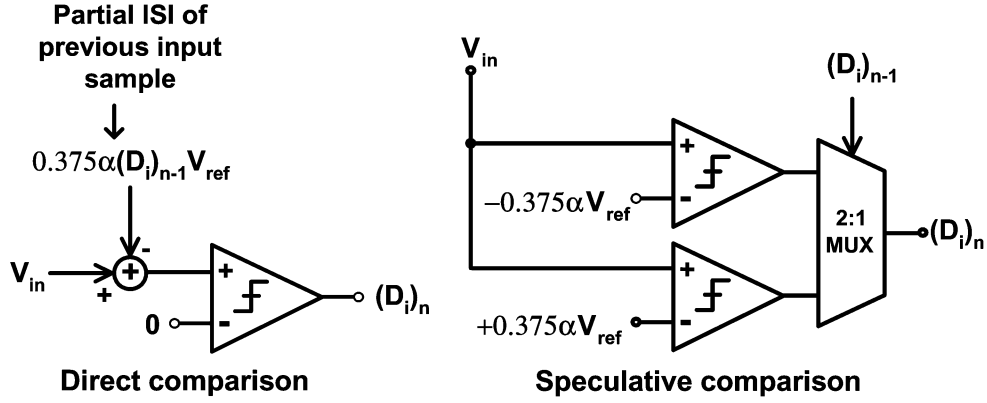 Partial ISI of
previous input
sample
0.375α(Di)n-1Vref
-
Vin
+
+
+
-
0
(Di)n
Direct comparison
Vin
(Di)n-1
+
−0.375αVref
-
2:1
MUX
(Di)n
+
+0.375αVref
-
Speculative comparison